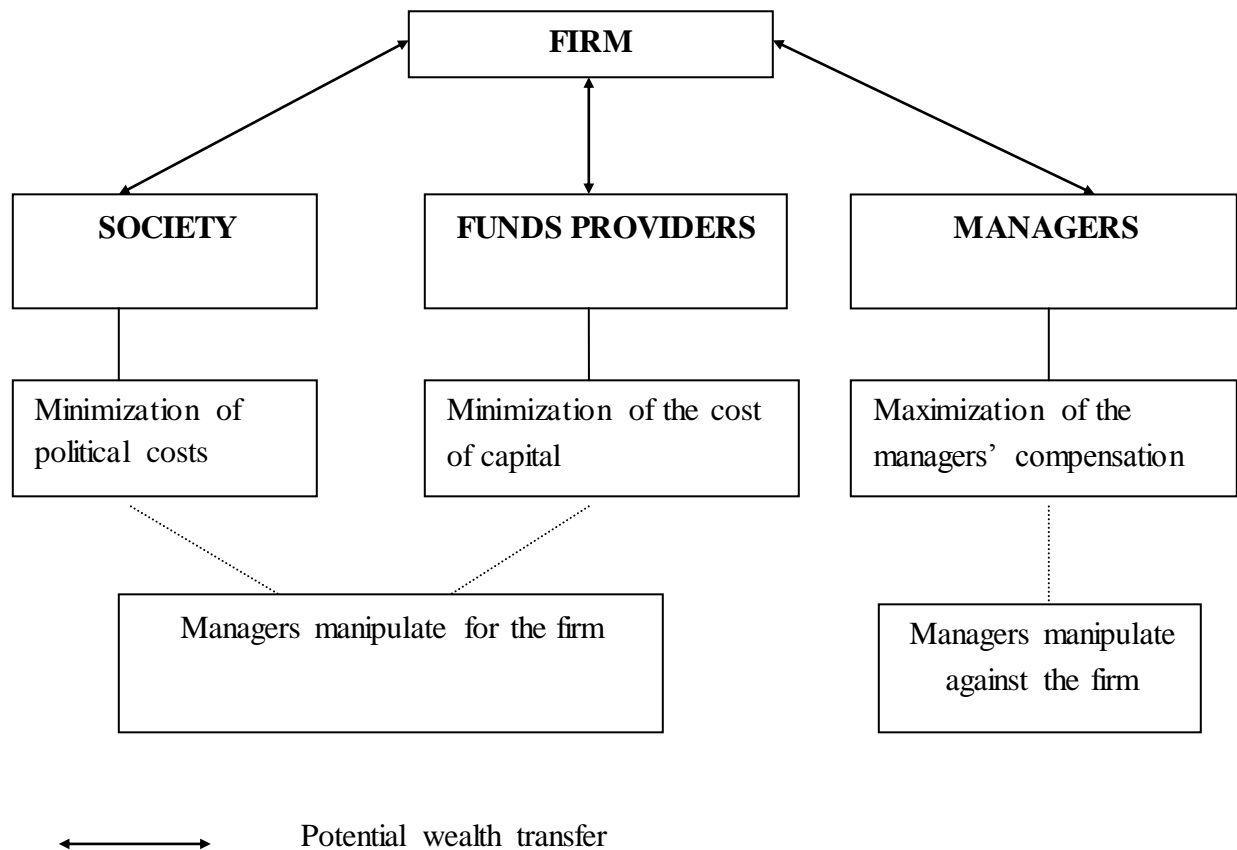 FIRM
SOCIETY
FUNDS PROVIDERS
MANAGERS
Minimization of
political costs
Minimization of the cost
of capital
Maximization of the
managers’ compensation
Managers manipulate for the firm
Managers manipulate
against the firm
Potential wealth transfer